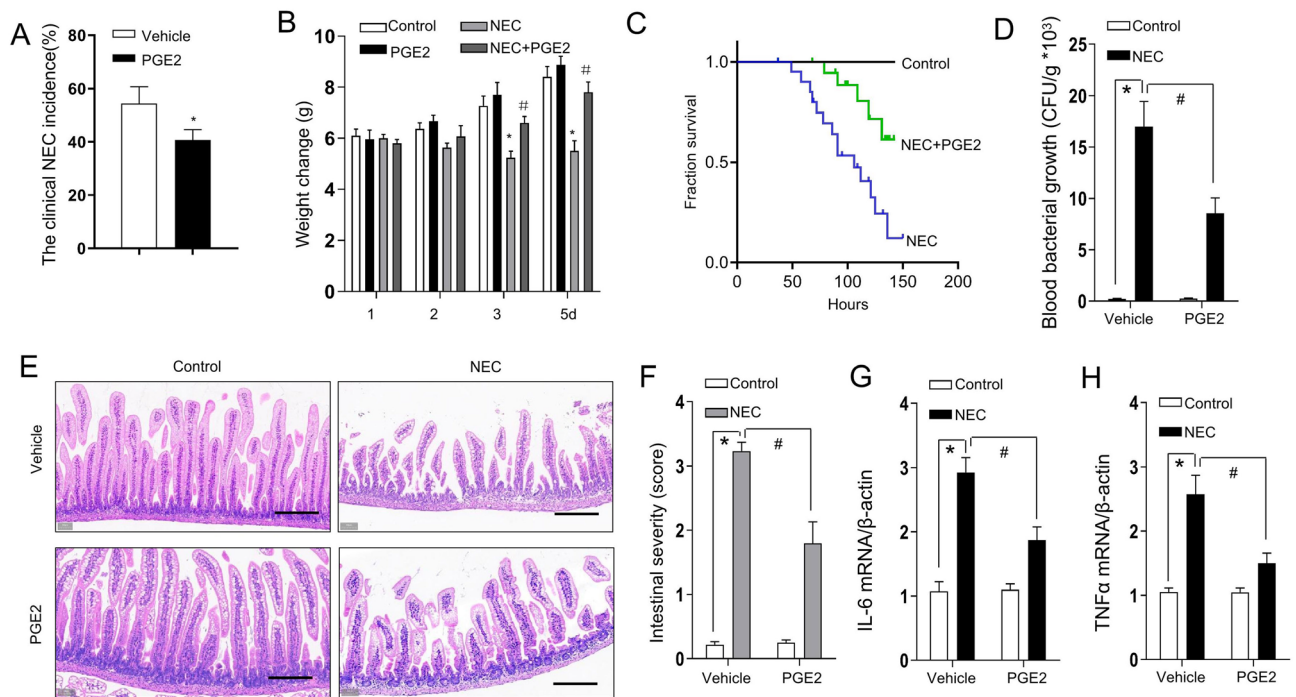 A
Vehicle
PGE2
The clinical NEC incidence(%)
80
60
40
20
0
*
B
Control
NEC
PGE2
NEC+PGE2
Weight change (g)
10
8
6
4
2
0
*
#
*
#
1
2
3
5d
C
Fraction survival
1.0
0.5
0.0
Control
NEC+PGE2
NEC
0
50
100
150
200
Hours
D
Control
NEC
Blood bacterial growth (CFU/g *10³)
25
20
15
10
5
0
*
#
Vehicle
PGE2
E
Control
NEC
Vehicle
PGE2
F
Control
NEC
Intestinal severity (score)
4
3
2
1
0
*
#
Vehicle
PGE2
G
Control
NEC
IL-6 mRNA/β-actin
4
3
2
1
0
*
#
Vehicle
PGE2
H
Control
NEC
TNFα mRNA/β-actin
4
3
2
1
0
*
#
Vehicle
PGE2